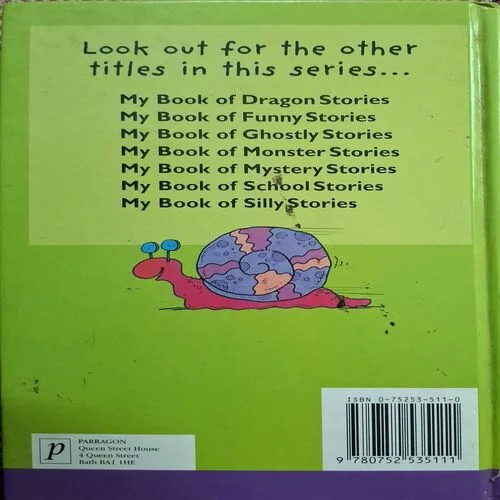 Look out for the other
titles in this series...
My Book of Dragon Stories
My Book of Funny Stories
My Book of Ghostly Stories
My Book of Monster Stories
My Book of Mystery Stories
My Book of School Stories
My Book of Silly Stories
ISBN 0-75253-511-0
9 780752 535111
p
PARRAGON
Queen Street House
4 Queen Street
Bath BA1 1HE